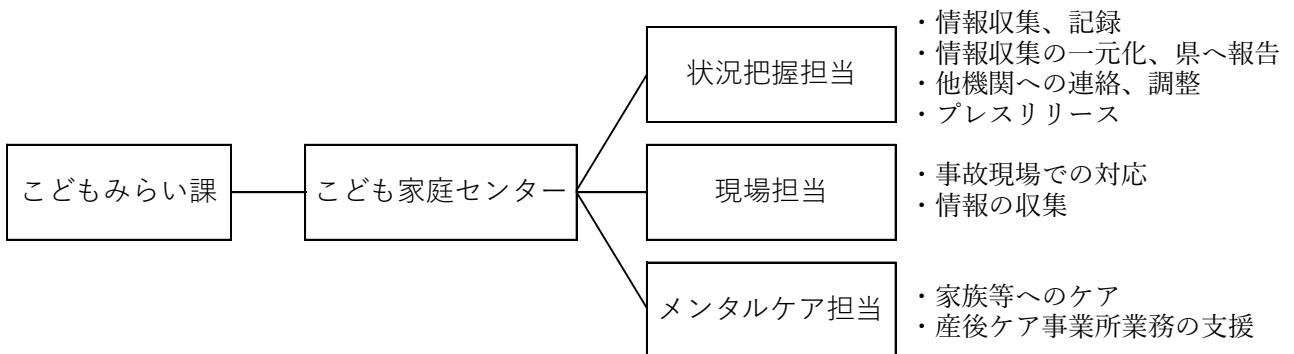 こどもみらい課
こども家庭センター
状況把握担当
・情報収集、記録
・情報収集の一元化、県へ報告
・他機関への連絡、調整
・プレスリリース
現場担当
・事故現場での対応
・情報の収集
メンタルケア担当
・家族等へのケア
・産後ケア事業所業務の支援